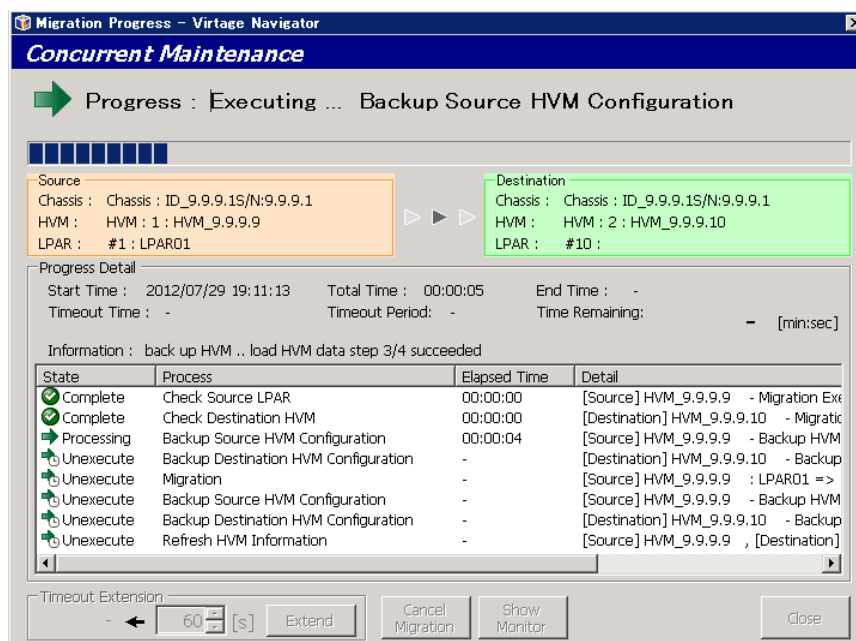 Migration Progress - Virtage Navigator
Concurrent Maintenance
Progress : Executing ... Backup Source HVM Configuration
Source
Chassis : Chassis : ID_9.9.9.1S/N:9.9.9.1
HVM : HVM : 1 : HVM_9.9.9.9
LPAR : #1 : LPAR01
Destination
Chassis : Chassis : ID_9.9.9.1S/N:9.9.9.1
HVM : HVM : 2 : HVM_9.9.9.10
LPAR : #10 :
Progress Detail
Start Time : 2012/07/29 19:11:13 Total Time : 00:00:05 End Time : -
Timeout Time : - Timeout Period: - Time Remaining: - [min:sec]
Information : back up HVM .. load HVM data step 3/4 succeeded
State Process Elapsed Time Detail
Complete Check Source LPAR 00:00:00 [Source] HVM_9.9.9.9 - Migration Exe
Complete Check Destination HVM 00:00:00 [Destination] HVM_9.9.9.10 - Migratic
Processing Backup Source HVM Configuration 00:00:04 [Source] HVM_9.9.9.9 - Backup HVM
Unexecute Backup Destination HVM Configuration - [Destination] HVM_9.9.9.10 - Backup
Unexecute Migration - [Source] HVM_9.9.9.9 : LPAR01 =>
Unexecute Backup Source HVM Configuration - [Source] HVM_9.9.9.9 - Backup HVM
Unexecute Backup Destination HVM Configuration - [Destination] HVM_9.9.9.10 - Backup
Unexecute Refresh HVM Information - [Source] HVM_9.9.9.9 , [Destination]
Timeout Extension
- 60 [s] Extend
Cancel Migration
Show Monitor
Close